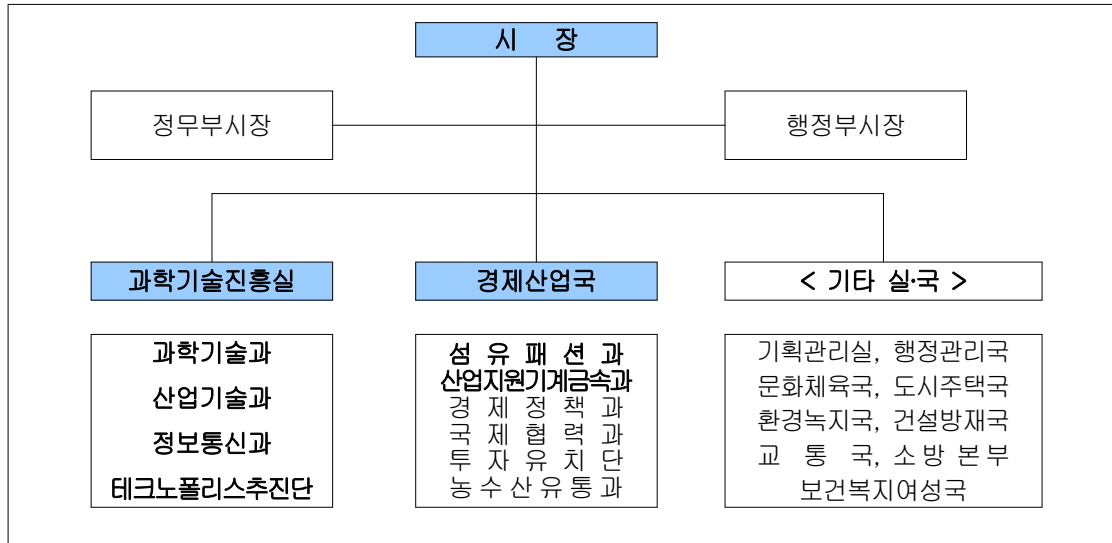 시 장
정무부시장
행정부시장
과학기술진흥실
경제산업국
< 기타 실·국 >
과학기술과
산업기술과
정보통신과
테크노폴리스추진단
섬 유 패 션 과
산업지원기계금속과
경 제 정 책 과
국 제 협 력 과
투 자 유 치 단
농 수 산 유 통 과
기획관리실, 행정관리국
문화체육국, 도시주택국
환경녹지국, 건설방재국
교 통 국, 소 방 본 부
보건복지여성국